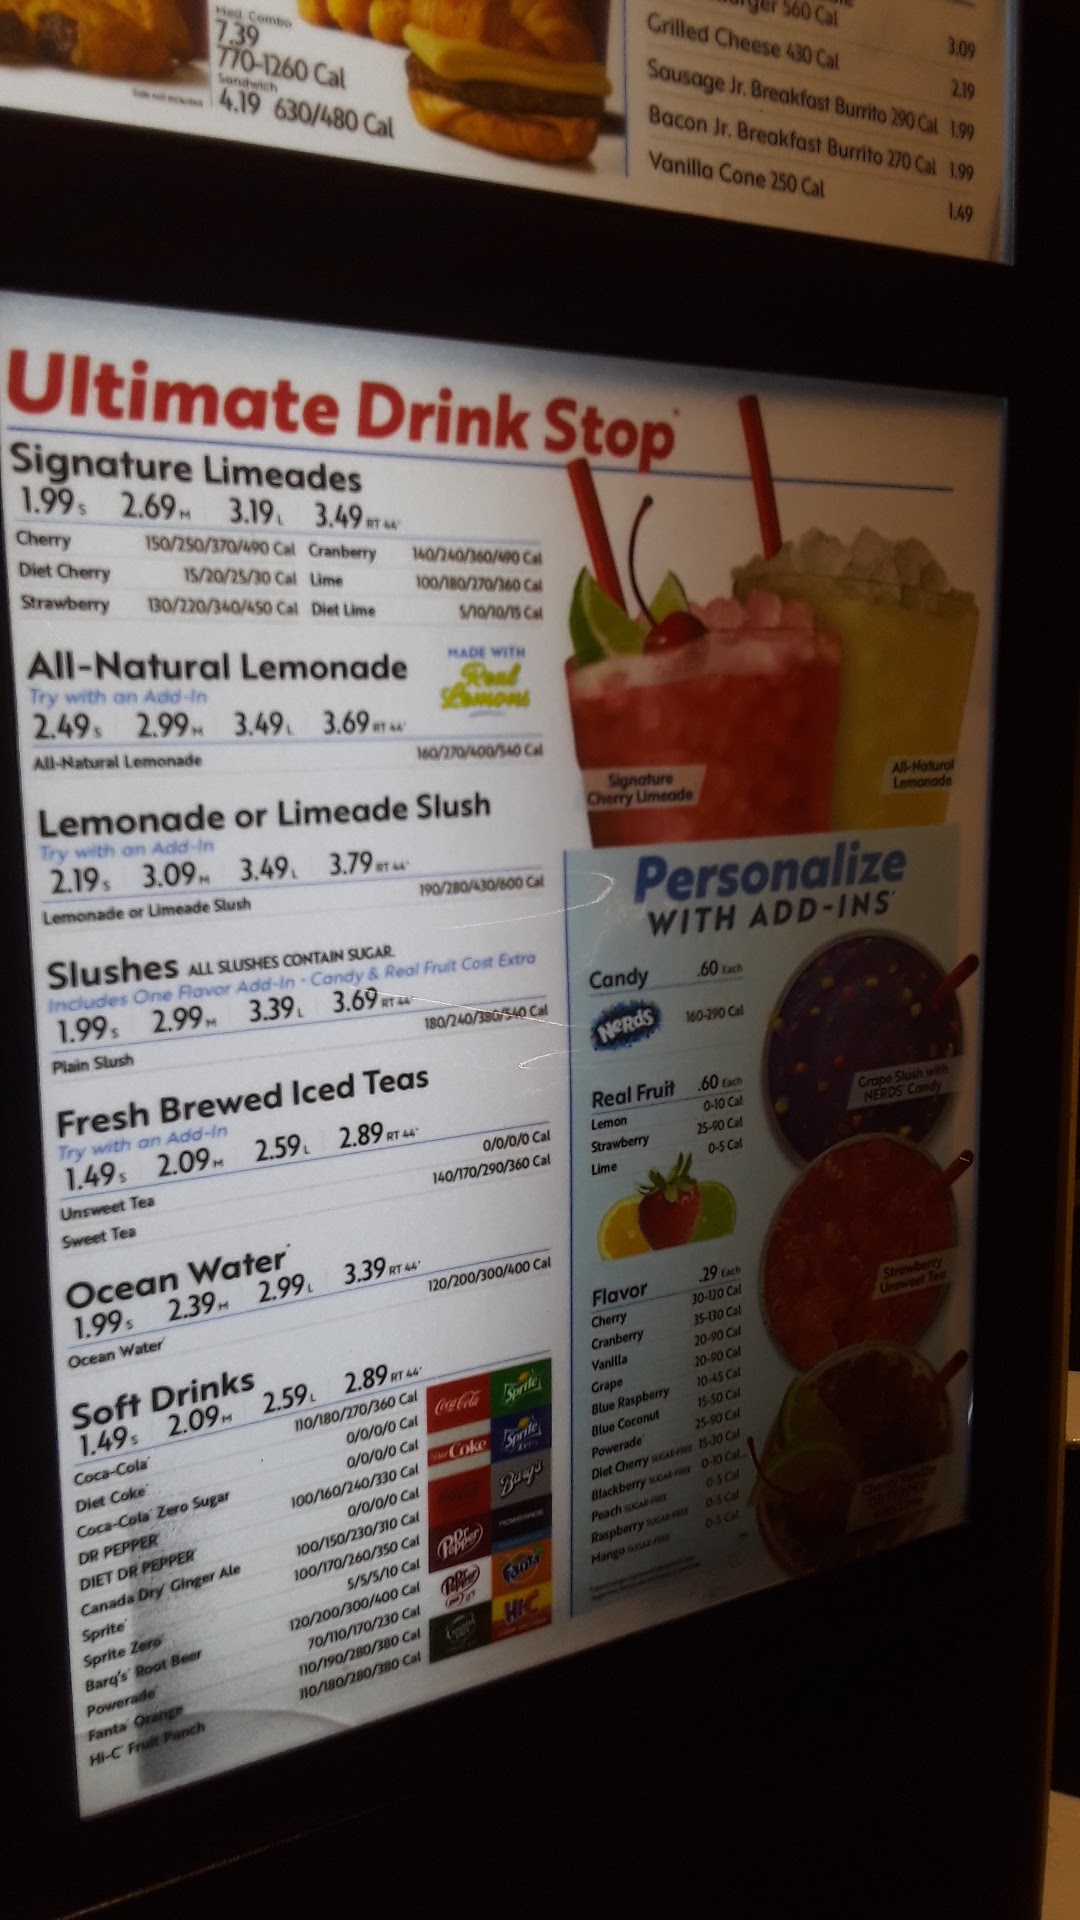 Med. Combo
7.39
770-1260 Cal
Sandwich
4.19 630/480 Cal
560 Cal 3.09
Grilled Cheese 430 Cal 2.19
Sausage Jr. Breakfast Burrito 290 Cal 1.99
Bacon Jr. Breakfast Burrito 270 Cal 1.99
Vanilla Cone 250 Cal 1.49
Ultimate Drink Stop
Signature Limeades
1.99 S 2.69 M 3.19 L 3.49 RT 44
Cherry 150/250/370/490 Cal Cranberry 140/240/360/490 Cal
Diet Cherry 15/20/25/30 Cal Lime 100/180/270/360 Cal
Strawberry 130/220/340/450 Cal Diet Lime 5/10/10/15 Cal
All-Natural Lemonade
MADE WITH
Real
Lemons
Try with an Add-In
2.49 S 2.99 M 3.49 L 3.69 RT 44
All-Natural Lemonade 160/270/400/540 Cal
Lemonade or Limeade Slush
Try with an Add-In
2.19 S 3.09 M 3.49 L 3.79 RT 44
Lemonade or Limeade Slush 190/280/430/600 Cal
Slushes ALL SLUSHES CONTAIN SUGAR.
Includes One Flavor Add-In · Candy & Real Fruit Cost Extra
1.99 S 2.99 M 3.39 L 3.69 RT 44
Plain Slush 180/240/380/540 Cal
Fresh Brewed Iced Teas
Try with an Add-In
1.49 S 2.09 M 2.59 L 2.89 RT 44
Unsweet Tea 0/0/0/0 Cal
Sweet Tea 140/170/290/360 Cal
Ocean Water
1.99 S 2.39 M 2.99 L 3.39 RT 44
Ocean Water 120/200/300/400 Cal
Soft Drinks
1.49 S 2.09 M 2.59 L 2.89 RT 44
Coca-Cola 110/180/270/360 Cal
Diet Coke 0/0/0/0 Cal
Coca-Cola Zero Sugar 0/0/0/0 Cal
DR PEPPER 100/160/240/330 Cal
DIET DR PEPPER 0/0/0/0 Cal
Canada Dry Ginger Ale 100/150/230/310 Cal
Sprite 100/170/260/350 Cal
Sprite Zero 5/5/5/10 Cal
Barq's Root Beer 120/200/300/400 Cal
Powerade 70/110/170/230 Cal
Fanta Orange 110/190/280/380 Cal
Hi-C Fruit Punch 110/180/280/380 Cal
Coca-Cola Sprite
Coke Sprite
Barq's
Dr Pepper POWERADE
Dr Pepper Fanta
Hi-C
Signature
Cherry Limeade
All-Natural
Lemonade
Personalize
WITH ADD-INS
Candy .60 Each
NERDS 160-290 Cal
Real Fruit .60 Each
Lemon 0-10 Cal
Strawberry 25-90 Cal
Lime 0-5 Cal
Flavor .29 Each
Cherry 30-120 Cal
Cranberry 35-130 Cal
Vanilla 20-90 Cal
Grape 20-90 Cal
Blue Raspberry 10-45 Cal
Blue Coconut 15-50 Cal
Powerade 25-90 Cal
Diet Cherry SUGAR-FREE 15-30 Cal
Blackberry SUGAR-FREE 0-10 Cal
Peach SUGAR-FREE 0-5 Cal
Raspberry SUGAR-FREE 0-5 Cal
Mango SUGAR-FREE 0-5 Cal
Grape Slush with
NERDS Candy
Strawberry
Unsweet Tea